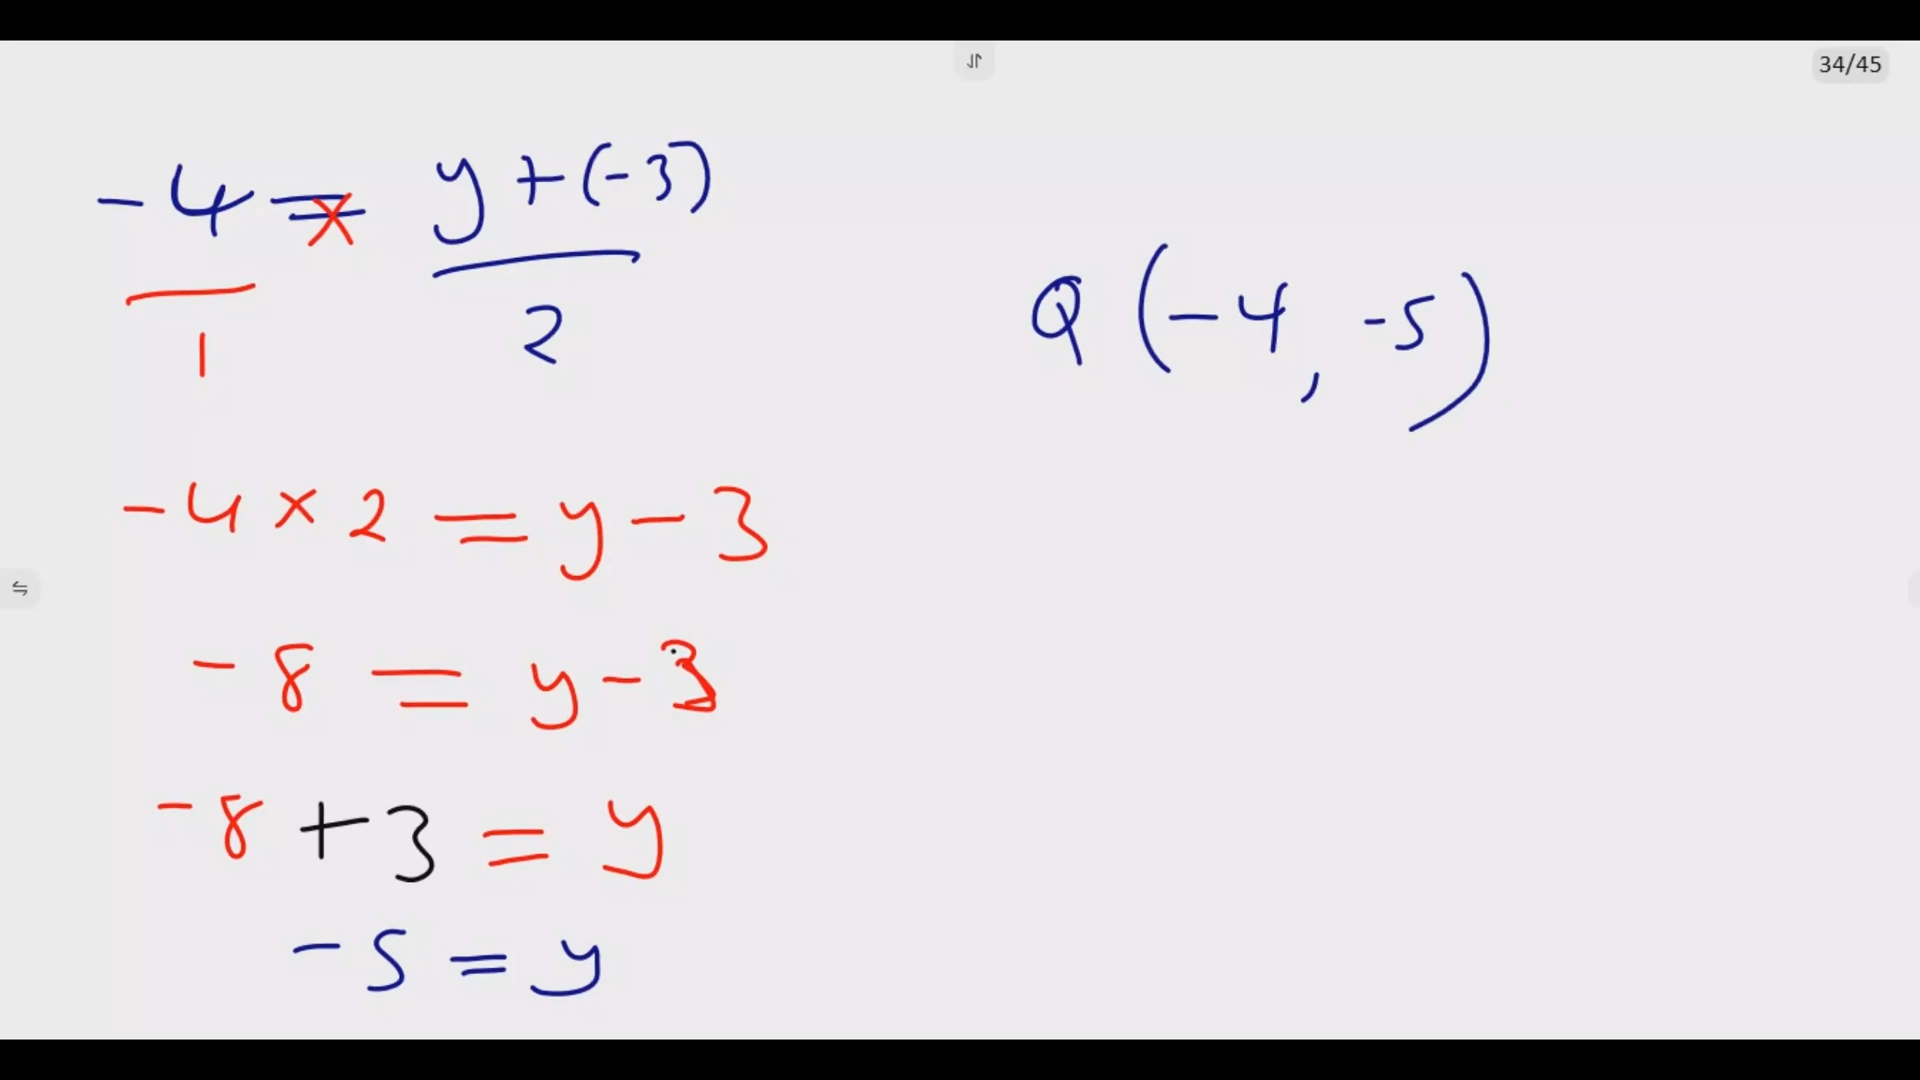 34/45
-4 = y + (-3)
× 
1 2
Q (-4, -5)
-4 × 2 = y - 3
-8 = y - 3
-8 + 3 = y
-5 = y